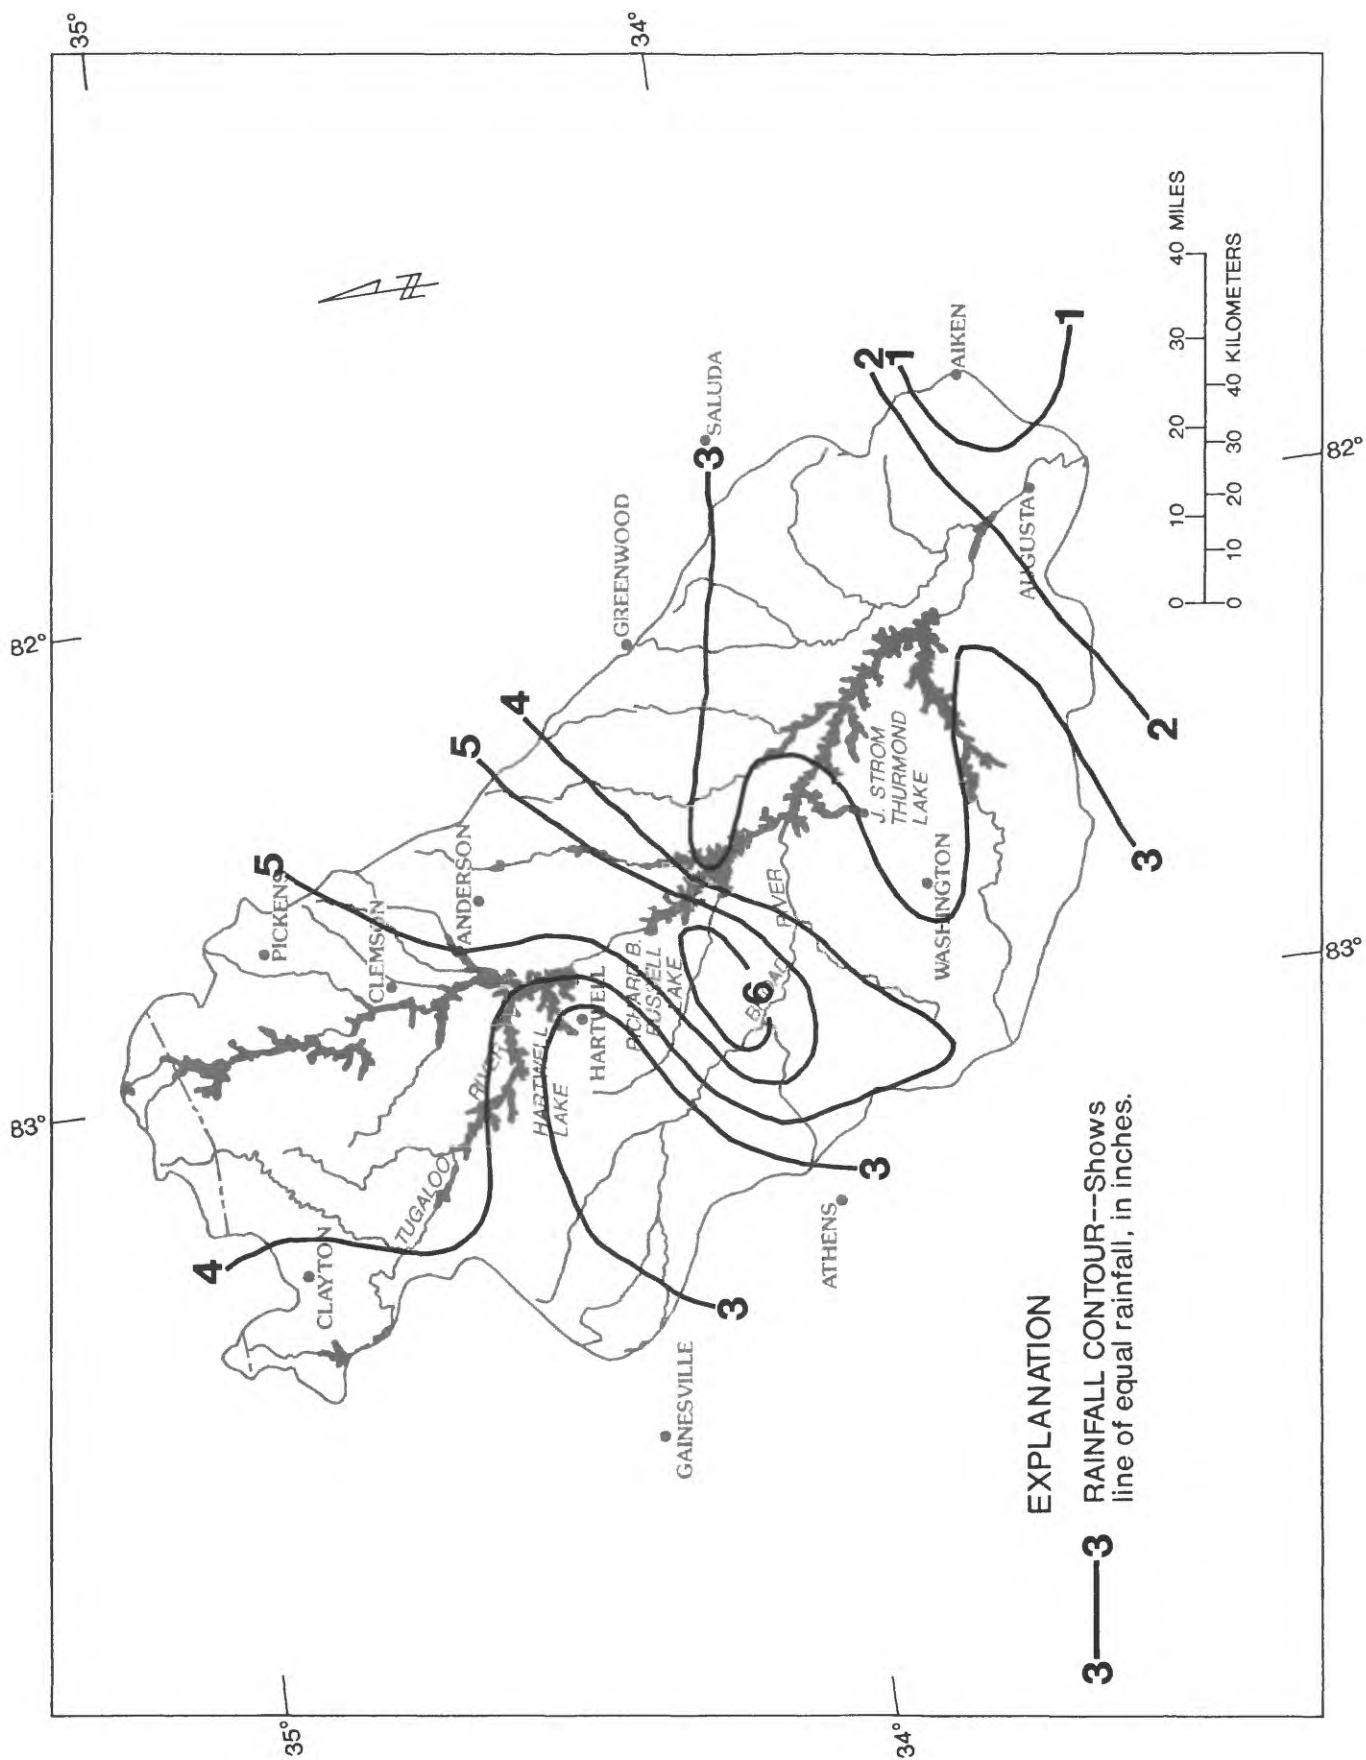 35°
34°
82°
83°
35°
34°
82°
83°
PICKENS
CLEMSON
ANDERSON
CLAYTON
TUGALOO
RIVER
HARTWELL
LAKE
HARTWELL
RICHARD B.
RUSSELL
LAKE
BROAD
RIVER
GREENWOOD
SALUDA
J. STROM
THURMOND
LAKE
WASHINGTON
AUGUSTA
AIKEN
ATHENS
GAINESVILLE
5
5
4
4
3
3
3
3
6
2
2
1
1
N
0 10 20 30 40 MILES
0 10 20 30 40 KILOMETERS
EXPLANATION
3 3 RAINFALL CONTOUR--Shows
line of equal rainfall, in inches.